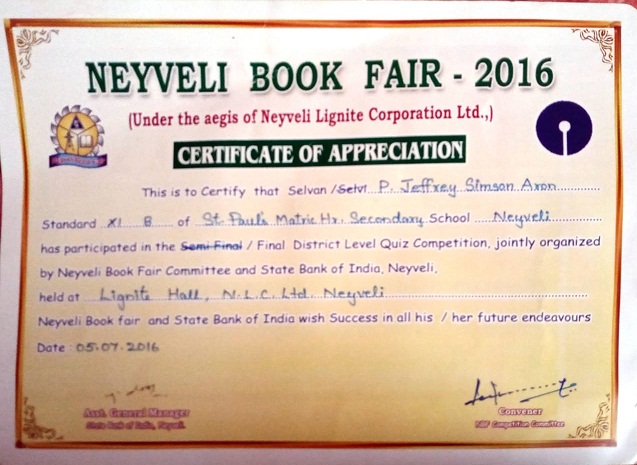 NEYVELI BOOK FAIR - 2016
(Under the aegis of Neyveli Lignite Corporation Ltd.,)
CERTIFICATE OF APPRECIATION
This is to Certify that Selvan /Selvi P. Jeffrey Simson Aron
Standard XI B of St. Paul's Matric Hr. Secondary School Neyveli
has participated in the Semi Final / Final District Level Quiz Competition, jointly organized
by Neyveli Book Fair Committee and State Bank of India, Neyveli,
held at Lignite Hall, N.L.C. Ltd. Neyveli
Neyveli Book fair and State Bank of India wish Success in all his / her future endeavours
Date : 05.07.2016
Asst. General Manager
State Bank of India, Neyveli.
Convener
NBF Competition Committee